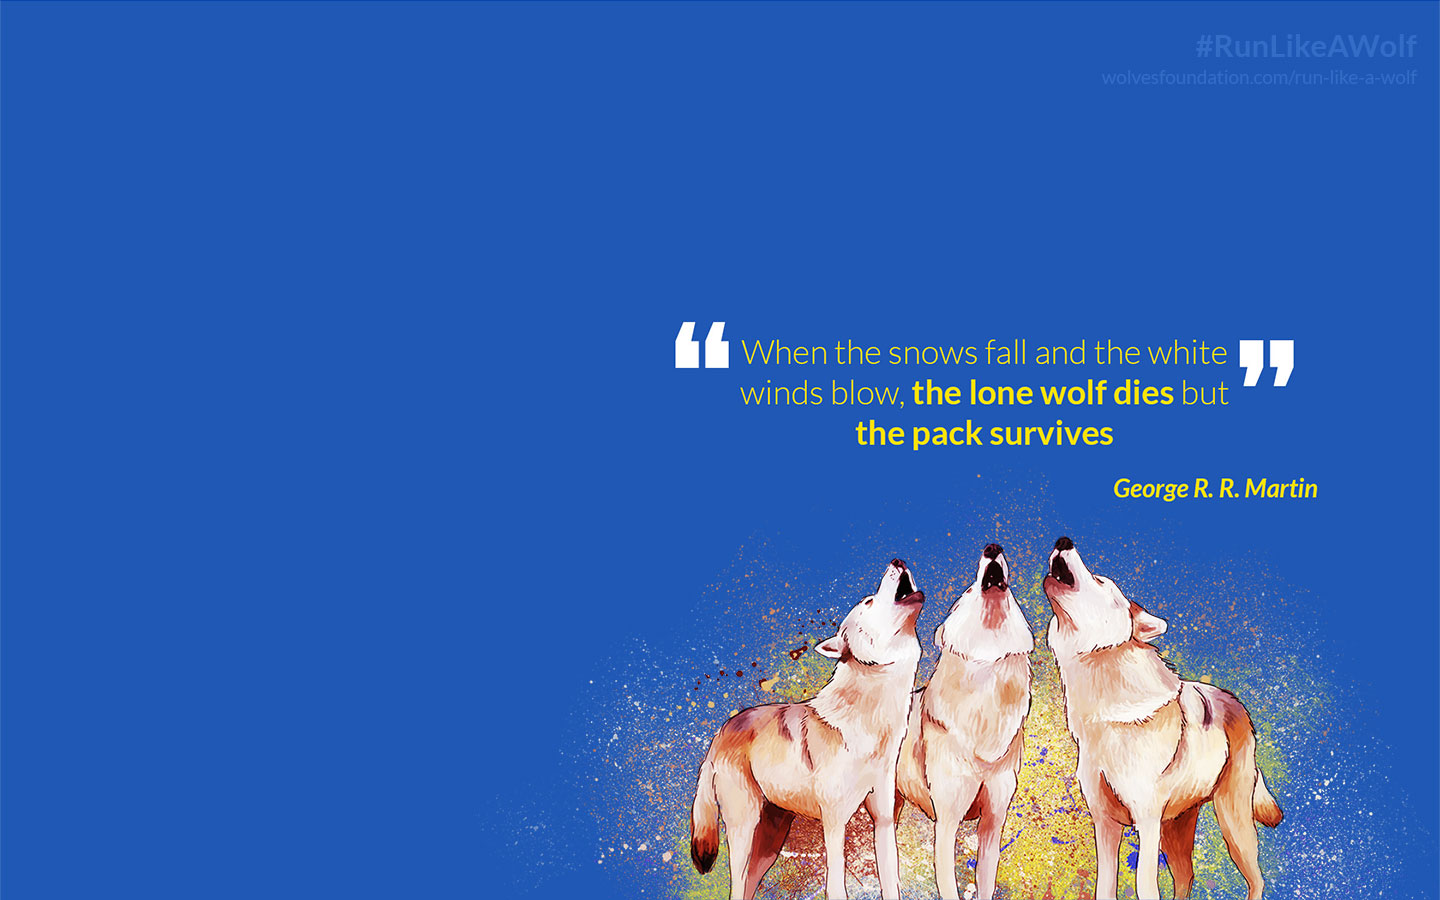 #RunLikeAWolf
wolvesfoundation.com/run-like-a-wolf
“When the snows fall and the white”
winds blow, the lone wolf dies but
the pack survives
George R. R. Martin